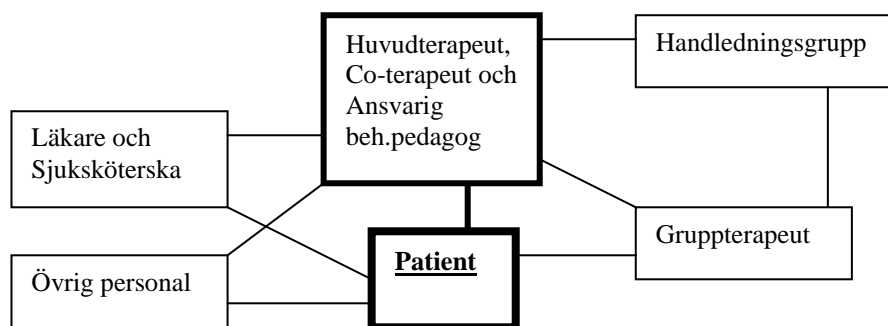 Huvudterapeut,
Co-terapeut och
Ansvarig
beh.pedagog
Handledningsgrupp
Läkare och
Sjuksköterska
Gruppterapeut
Patient
Övrig personal